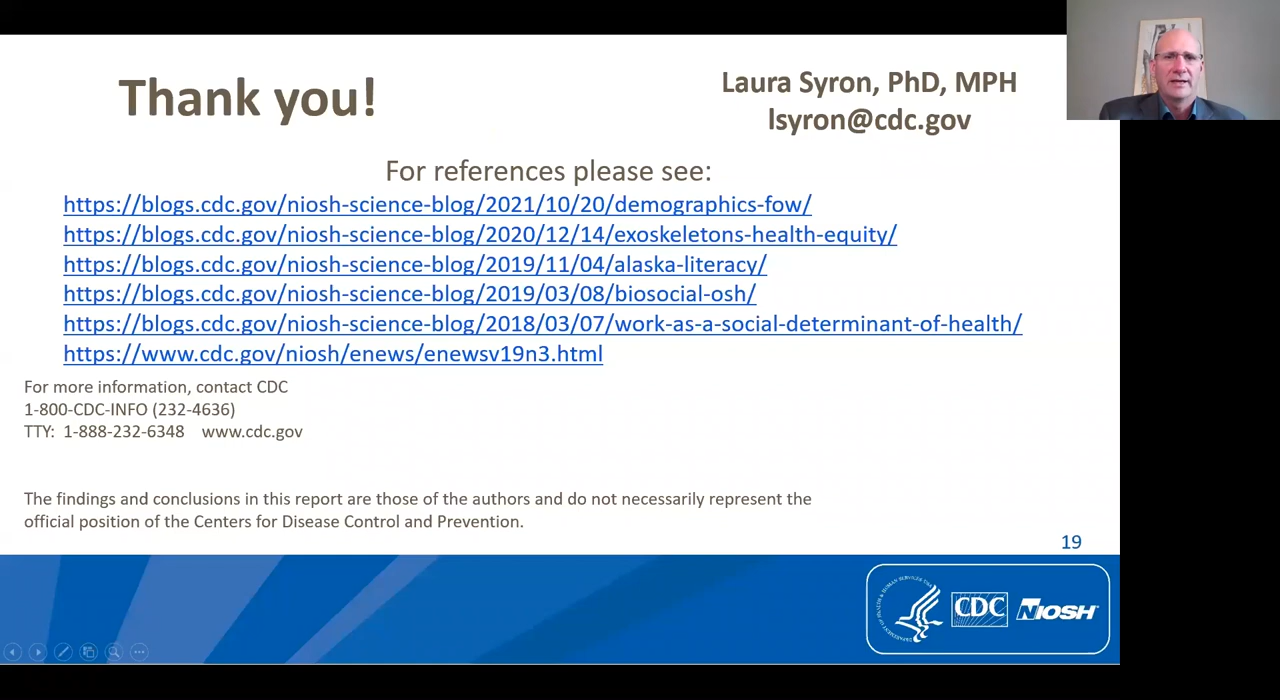 Thank you!
Laura Syron, PhD, MPH
lsyron@cdc.gov
For references please see:
https://blogs.cdc.gov/niosh-science-blog/2021/10/20/demographics-fow/
https://blogs.cdc.gov/niosh-science-blog/2020/12/14/exoskeletons-health-equity/
https://blogs.cdc.gov/niosh-science-blog/2019/11/04/alaska-literacy/
https://blogs.cdc.gov/niosh-science-blog/2019/03/08/biosocial-osh/
https://blogs.cdc.gov/niosh-science-blog/2018/03/07/work-as-a-social-determinant-of-health/
https://www.cdc.gov/niosh/enews/enewsv19n3.html
For more information, contact CDC
1-800-CDC-INFO (232-4636)
TTY: 1-888-232-6348 www.cdc.gov
The findings and conclusions in this report are those of the authors and do not necessarily represent the
official position of the Centers for Disease Control and Prevention.
19
DEPARTMENT OF HEALTH & HUMAN SERVICES USA
CDC
NIOSH